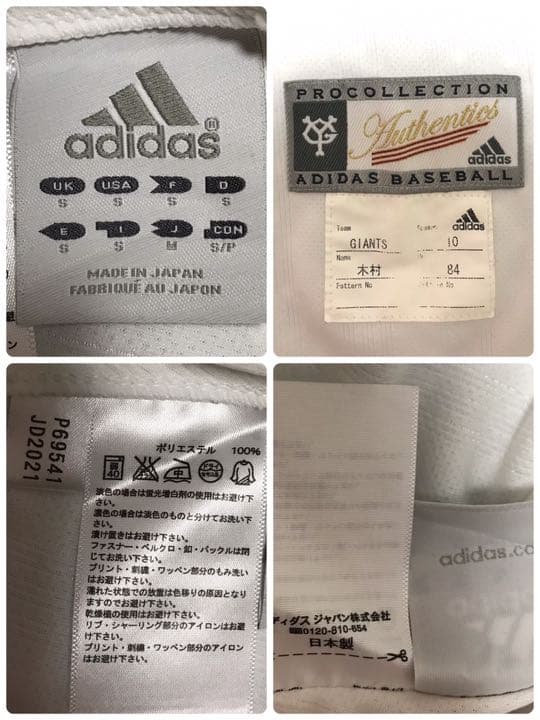 adidas®
UK USA F D
S S S S
E I J CDN
S S M S/P
MADE IN JAPAN
FABRIQUÉ AU JAPON
PROCOLLECTION
YG
Authentics
adidas
ADIDAS BASEBALL
adidas
Team
GIANTS 10
Name
木村 84
Pattern No
P69541
JD2021
ポリエステル 100%
弱
40
中
ドライ
淡色の場合は蛍光増白剤の使用はお避け下さい。
濃色の場合は淡色のものと分けてお洗い下さい。
漬け置きはお避け下さい。
ファスナー・ベルクロ・釦・バックルは閉じてお洗い下さい。
プリント・刺繍・ワッペン部分のもみ洗いはお避け下さい。
濡れた状態での放置は色移りの原因となりますのでお避け下さい。
乾燥機の使用はお避け下さい。
リブ・シャーリング部分のアイロンはお避け下さい。
プリント・刺繍・ワッペン部分のアイロンはお避け下さい。
ディダス ジャパン株式会社
0120-810-654
日本製
adidas.co